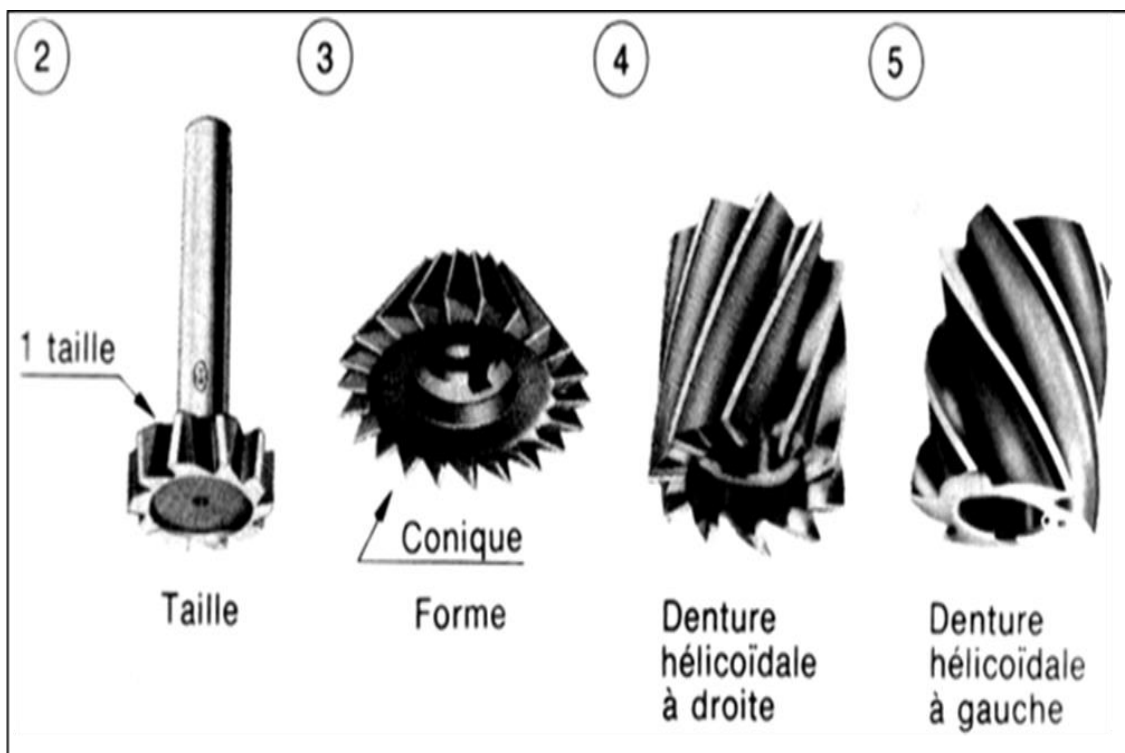 2
3
4
5
1 taille
Conique
Taille
Forme
Denture
hélicoïdale
à droite
Denture
hélicoïdale
à gauche